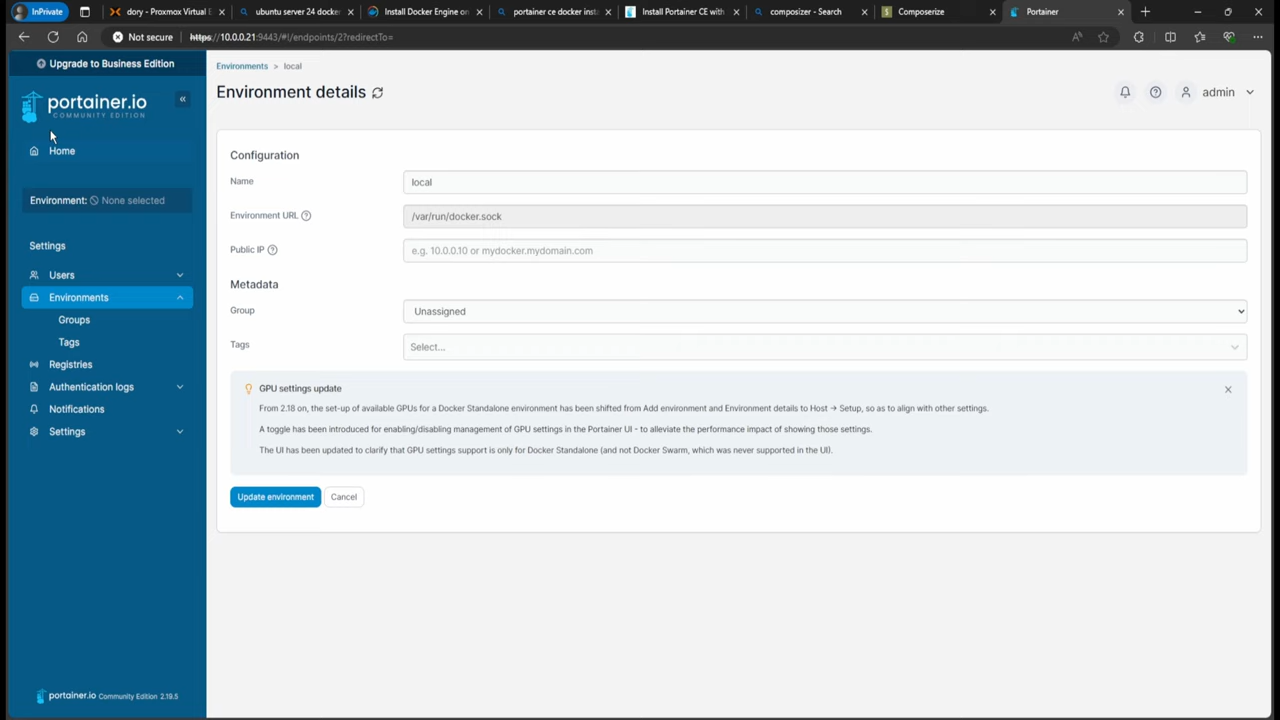 InPrivate
dory - Proxmox Virtual E
ubuntu server 24 docker
Install Docker Engine on
portainer ce docker inst
Install Portainer CE with
composizer - Search
Composerize
Portainer
Not secure
https://10.0.0.21:9443/#!/endpoints/2?redirectTo=
Upgrade to Business Edition
portainer.io
COMMUNITY EDITION
Home
Environment: None selected
Settings
Users
Environments
Groups
Tags
Registries
Authentication logs
Notifications
Settings
portainer.io Community Edition 2.19.5
Environments > local
Environment details
admin
Configuration
Name
local
Environment URL
/var/run/docker.sock
Public IP
e.g. 10.0.0.10 or mydocker.mydomain.com
Metadata
Group
Unassigned
Tags
Select...
GPU settings update
From 2.18 on, the set-up of available GPUs for a Docker Standalone environment has been shifted from Add environment and Environment details to Host → Setup, so as to align with other settings.
A toggle has been introduced for enabling/disabling management of GPU settings in the Portainer UI - to alleviate the performance impact of showing those settings.
The UI has been updated to clarify that GPU settings support is only for Docker Standalone (and not Docker Swarm, which was never supported in the UI).
Update environment
Cancel